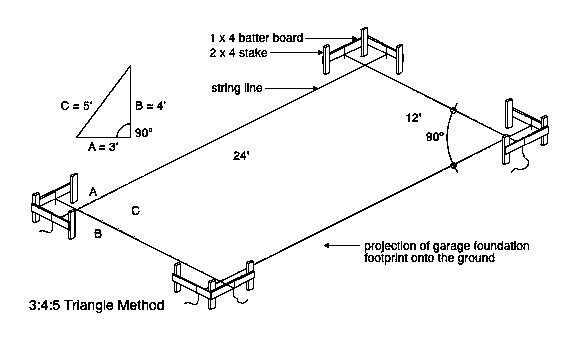 1 x 4 batter board
2 x 4 stake
string line
C = 5'
B = 4'
90°
A = 3'
12'
90°
24'
A
C
B
projection of garage foundation
footprint onto the ground
3:4:5 Triangle Method